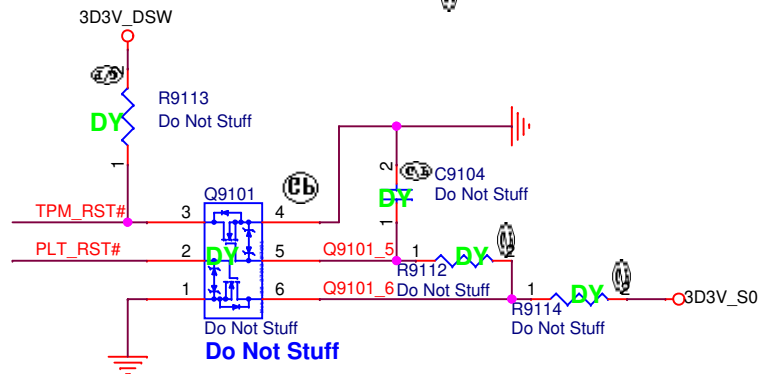 3D3V_DSW
2
R9113
DY
Do Not Stuff
1
2
C9104
DY
Do Not Stuff
1
Q9101
TPM_RST#
3
4
PLT_RST#
2
DY
5
Q9101_5
1
DY
2
R9112
Do Not Stuff
1
6
Q9101_6
1
DY
2
3D3V_S0
R9114
Do Not Stuff
Do Not Stuff
Do Not Stuff